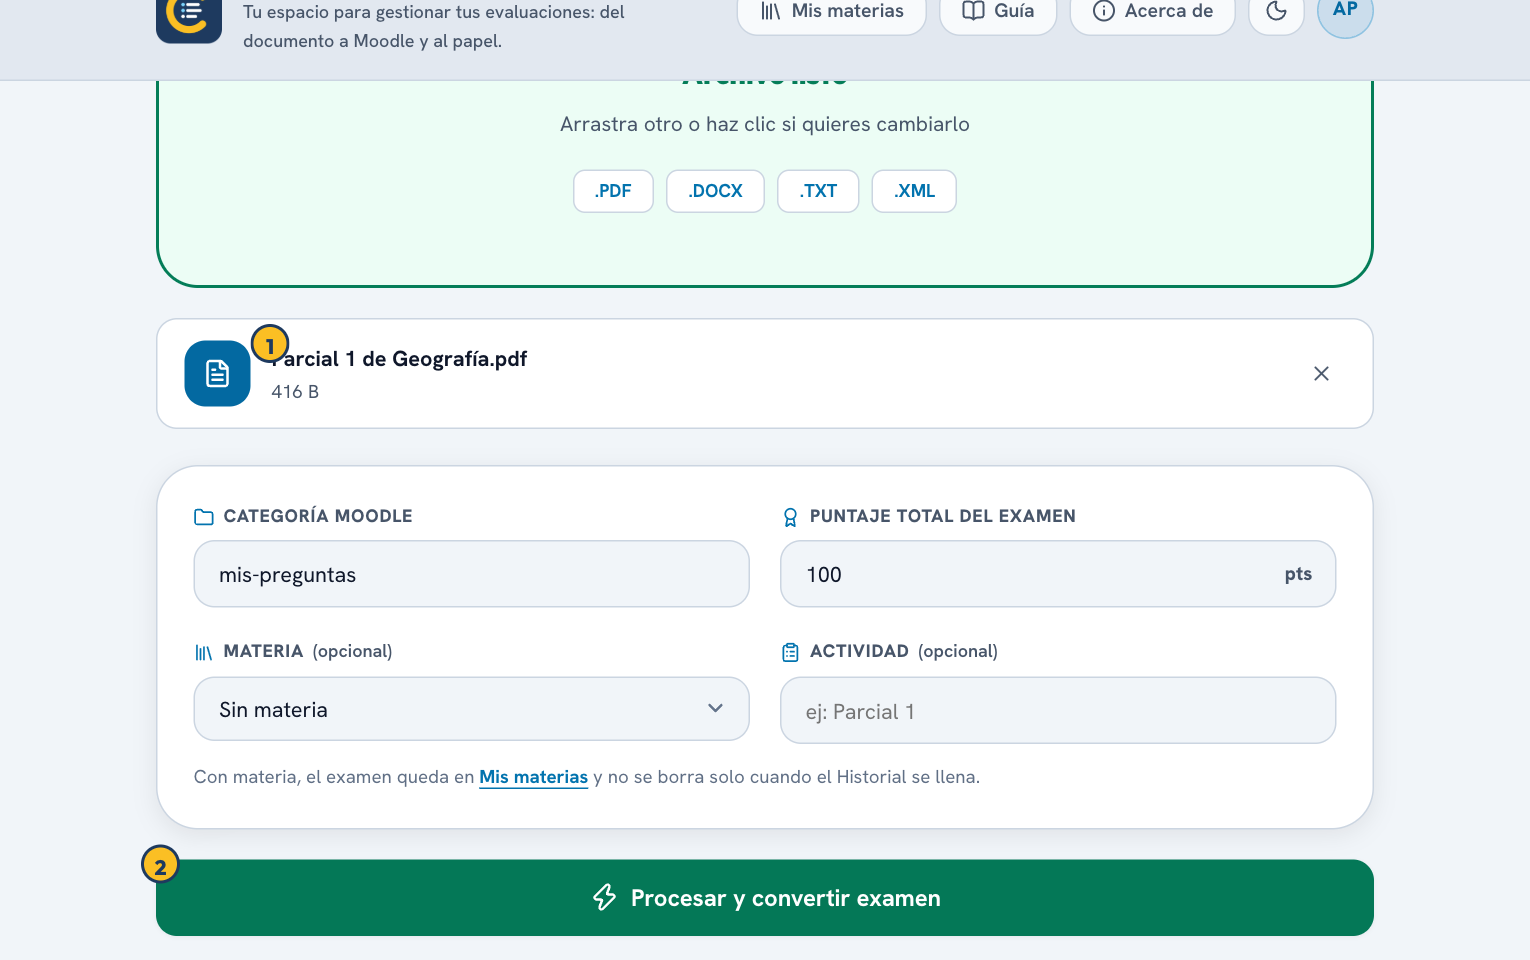 Tu espacio para gestionar tus evaluaciones: del
documento a Moodle y al papel.
Mis materias
Guía
Acerca de
AP
Arrastra otro o haz clic si quieres cambiarlo
.PDF
.DOCX
.TXT
.XML
1
Parcial 1 de Geografía.pdf
416 B
CATEGORÍA MOODLE
PUNTAJE TOTAL DEL EXAMEN
mis-preguntas
100
pts
MATERIA (opcional)
ACTIVIDAD (opcional)
Sin materia
ej: Parcial 1
Con materia, el examen queda en Mis materias y no se borra solo cuando el Historial se llena.
2
Procesar y convertir examen